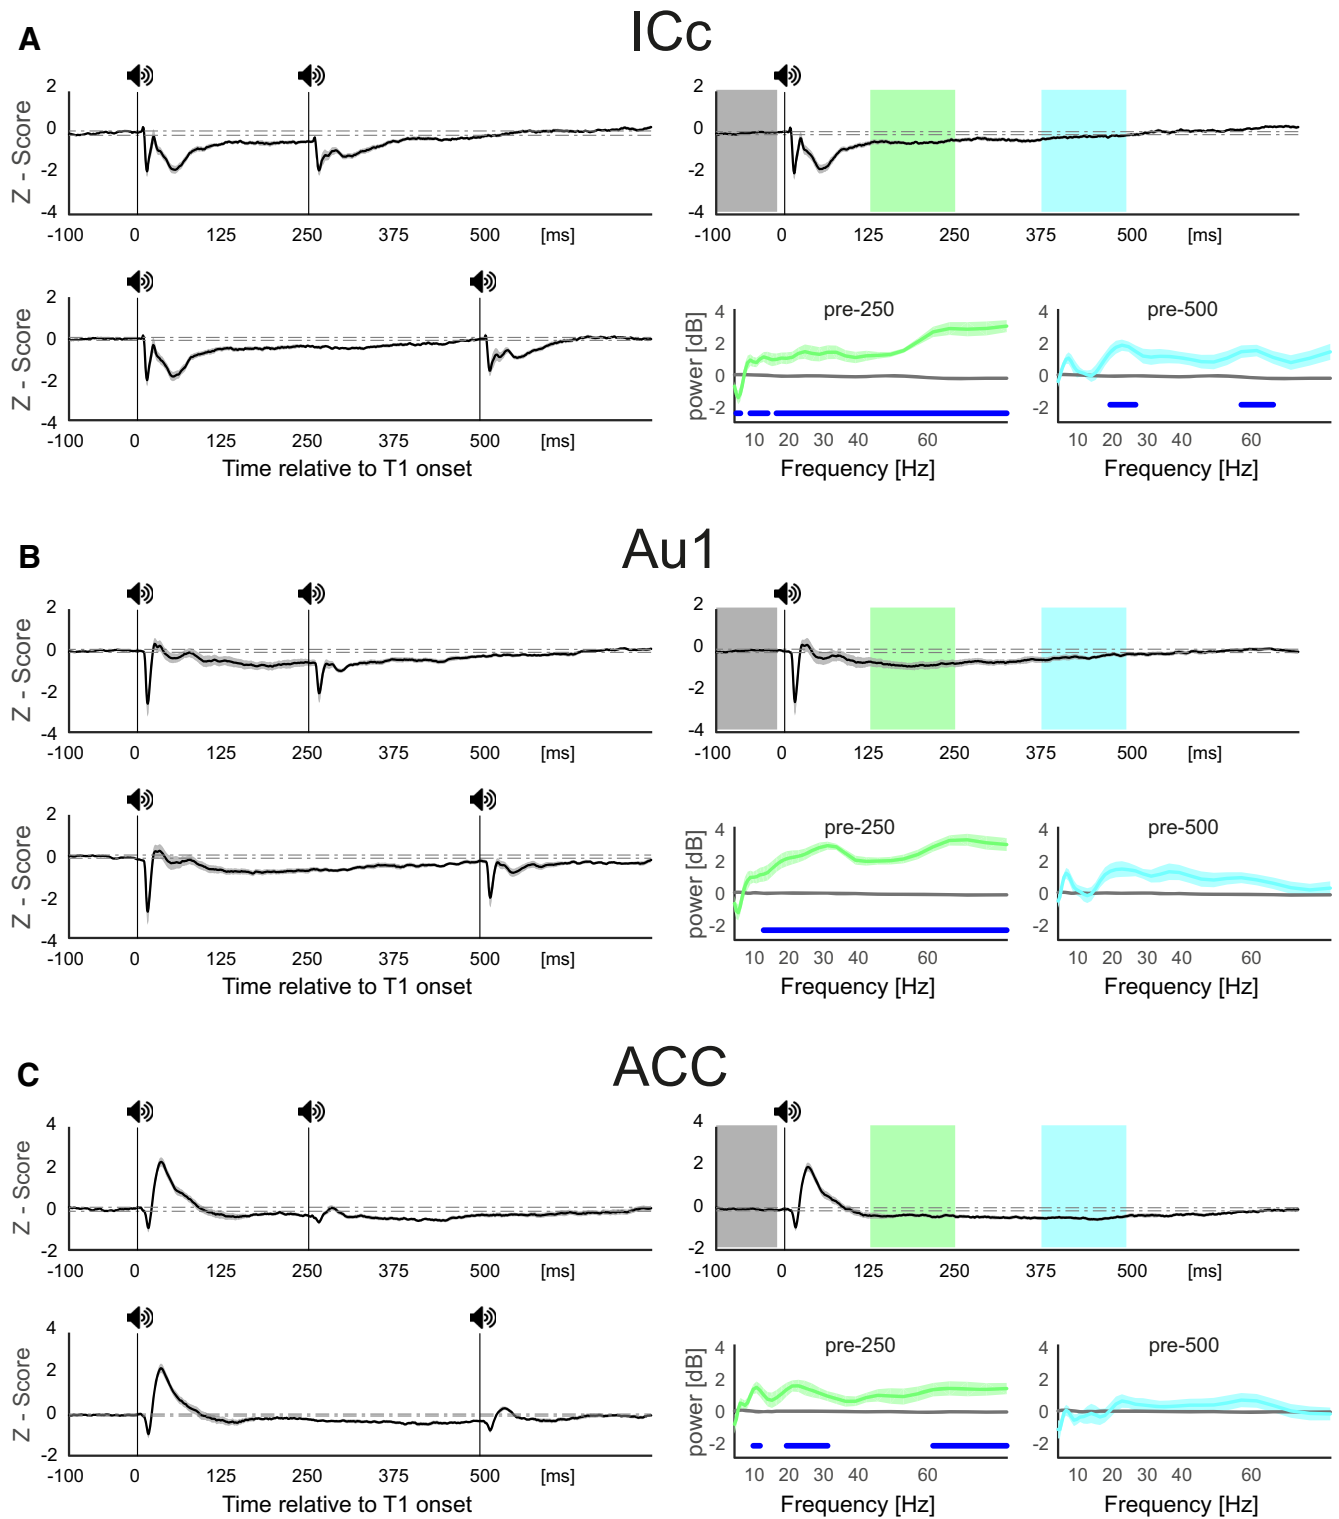 A
ICc
Z - Score
2
0
-2
-4
-100 0 125 250 375 500 [ms]
2
0
-2
-4
-100 0 125 250 375 500 [ms]
Z - Score
2
0
-2
-4
-100 0 125 250 375 500 [ms]
Time relative to T1 onset
pre-250
power [dB]
4
2
0
-2
10 20 30 40 60
Frequency [Hz]
pre-500
4
2
0
-2
10 20 30 40 60
Frequency [Hz]
B
Au1
Z - Score
2
0
-2
-4
-100 0 125 250 375 500 [ms]
2
0
-2
-4
-100 0 125 250 375 500 [ms]
Z - Score
2
0
-2
-4
-100 0 125 250 375 500 [ms]
Time relative to T1 onset
pre-250
power [dB]
4
2
0
-2
10 20 30 40 60
Frequency [Hz]
pre-500
4
2
0
-2
10 20 30 40 60
Frequency [Hz]
C
ACC
Z - Score
4
2
0
-2
-100 0 125 250 375 500 [ms]
4
2
0
-2
-100 0 125 250 375 500 [ms]
Z - Score
4
2
0
-2
-100 0 125 250 375 500 [ms]
Time relative to T1 onset
pre-250
power [dB]
4
2
0
-2
10 20 30 40 60
Frequency [Hz]
pre-500
4
2
0
-2
10 20 30 40 60
Frequency [Hz]